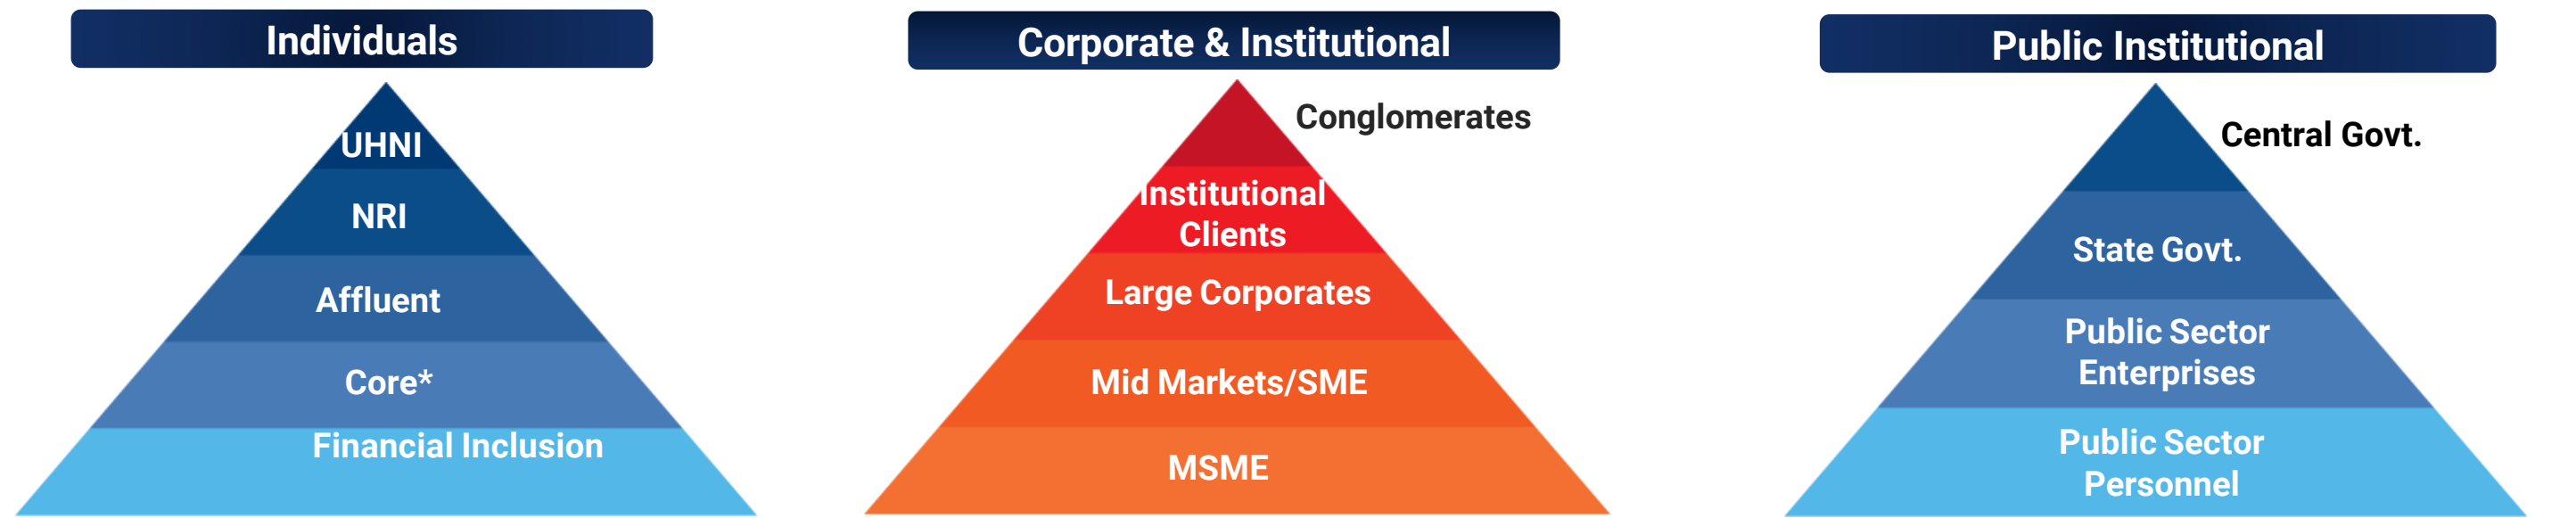 Individuals
UHNI
NRI
Affluent
Core*
Financial Inclusion
Corporate & Institutional
Conglomerates
Institutional
Clients
Large Corporates
Mid Markets/SME
MSME
Public Institutional
Central Govt.
State Govt.
Public Sector
Enterprises
Public Sector
Personnel